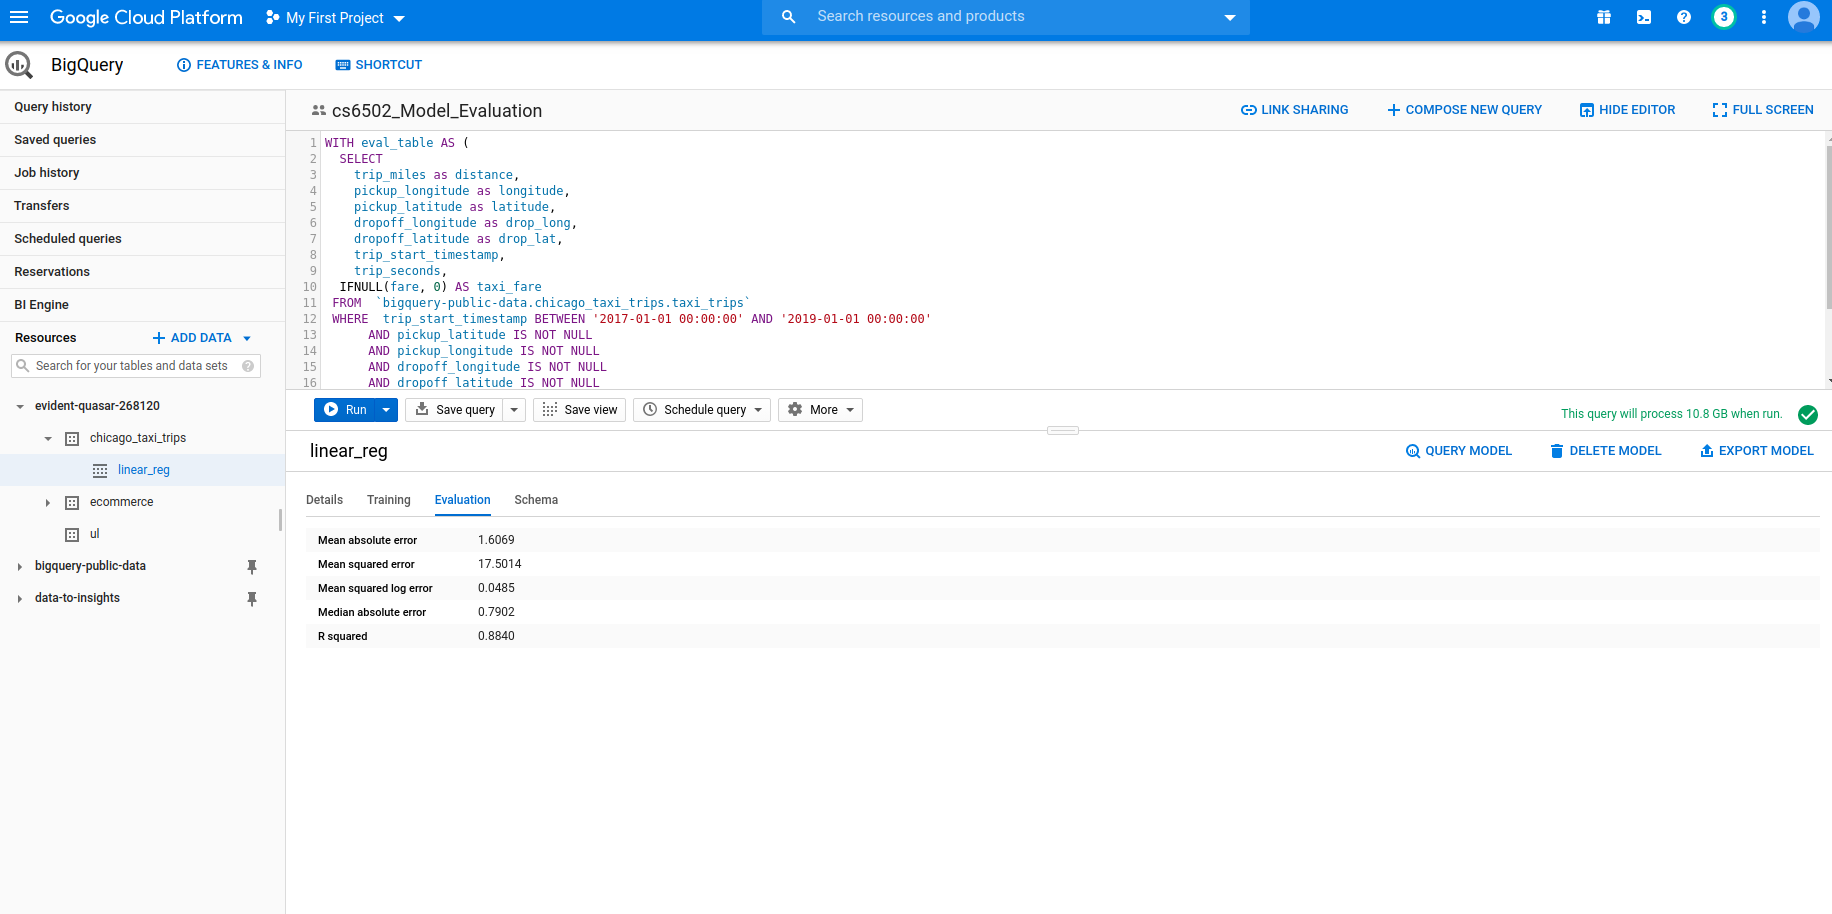 Google Cloud Platform
My First Project
Search resources and products
3
BigQuery
FEATURES & INFO
SHORTCUT
Query history
Saved queries
Job history
Transfers
Scheduled queries
Reservations
BI Engine
Resources
ADD DATA
Search for your tables and data sets
evident-quasar-268120
chicago_taxi_trips
linear_reg
ecommerce
ul
bigquery-public-data
data-to-insights
cs6502_Model_Evaluation
LINK SHARING
COMPOSE NEW QUERY
HIDE EDITOR
FULL SCREEN
1 WITH eval_table AS (
2 SELECT
3 trip_miles as distance,
4 pickup_longitude as longitude,
5 pickup_latitude as latitude,
6 dropoff_longitude as drop_long,
7 dropoff_latitude as drop_lat,
8 trip_start_timestamp,
9 trip_seconds,
10 IFNULL(fare, 0) AS taxi_fare
11 FROM `bigquery-public-data.chicago_taxi_trips.taxi_trips`
12 WHERE trip_start_timestamp BETWEEN '2017-01-01 00:00:00' AND '2019-01-01 00:00:00'
13 AND pickup_latitude IS NOT NULL
14 AND pickup_longitude IS NOT NULL
15 AND dropoff_longitude IS NOT NULL
16 AND dropoff_latitude IS NOT NULL
Run
Save query
Save view
Schedule query
More
This query will process 10.8 GB when run.
linear_reg
QUERY MODEL
DELETE MODEL
EXPORT MODEL
Details
Training
Evaluation
Schema
Mean absolute error 1.6069
Mean squared error 17.5014
Mean squared log error 0.0485
Median absolute error 0.7902
R squared 0.8840